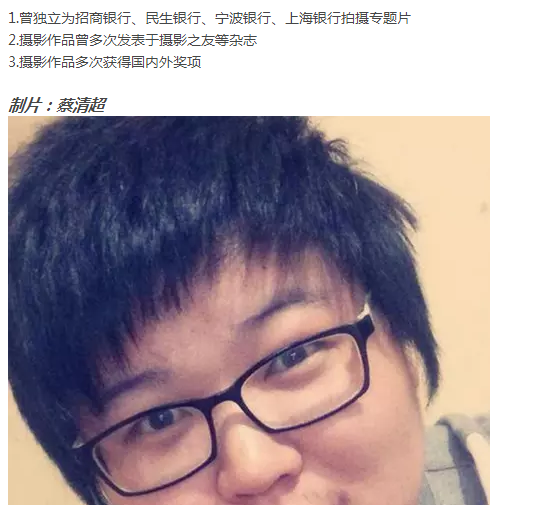 1.曾独立为招商银行、民生银行、宁波银行、上海银行拍摄专题片
2.摄影作品曾多次发表于摄影之友等杂志
3.摄影作品多次获得国内外奖项
制片：蔡清超